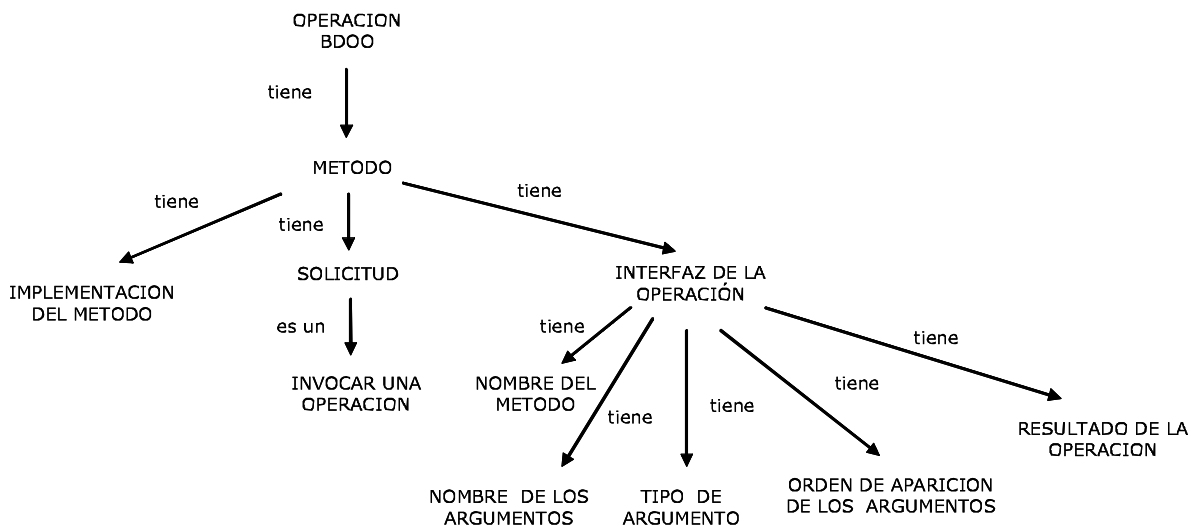 OPERACION
BDOO
tiene
METODO
tiene
tiene
tiene
IMPLEMENTACION
DEL METODO
SOLICITUD
INTERFAZ DE LA
OPERACIÓN
es un
tiene
tiene
INVOCAR UNA
OPERACION
NOMBRE DEL
METODO
tiene
tiene
tiene
RESULTADO DE LA
OPERACION
NOMBRE DE LOS
ARGUMENTOS
TIPO DE
ARGUMENTO
ORDEN DE APARICION
DE LOS ARGUMENTOS